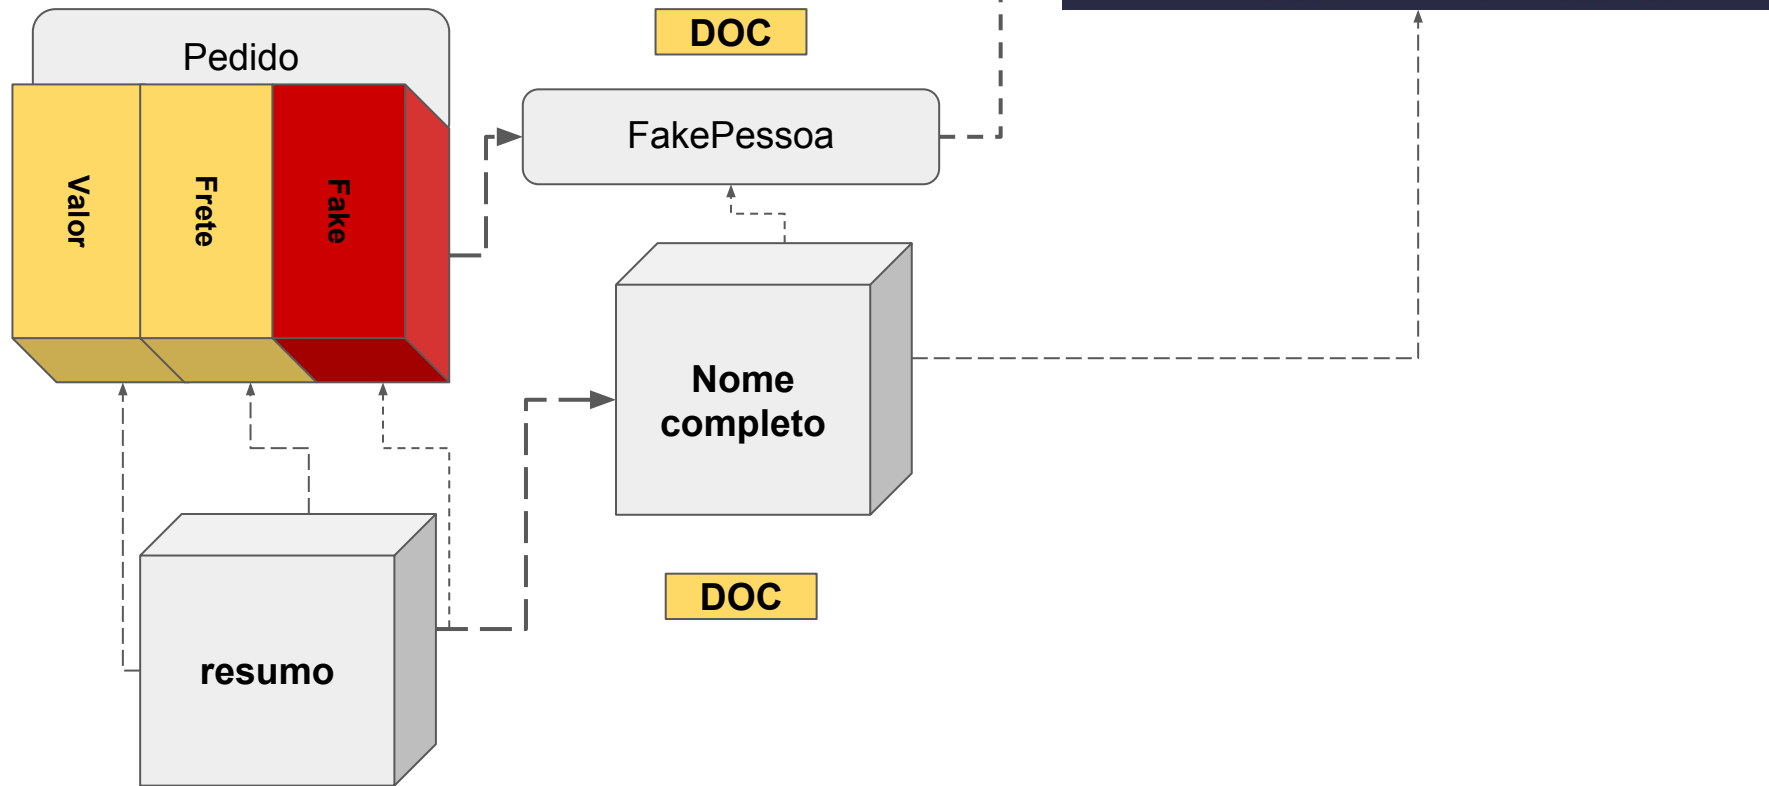 Pedido
DOC
FakePessoa
Valor
Frete
Fake
Nome
completo
DOC
resumo